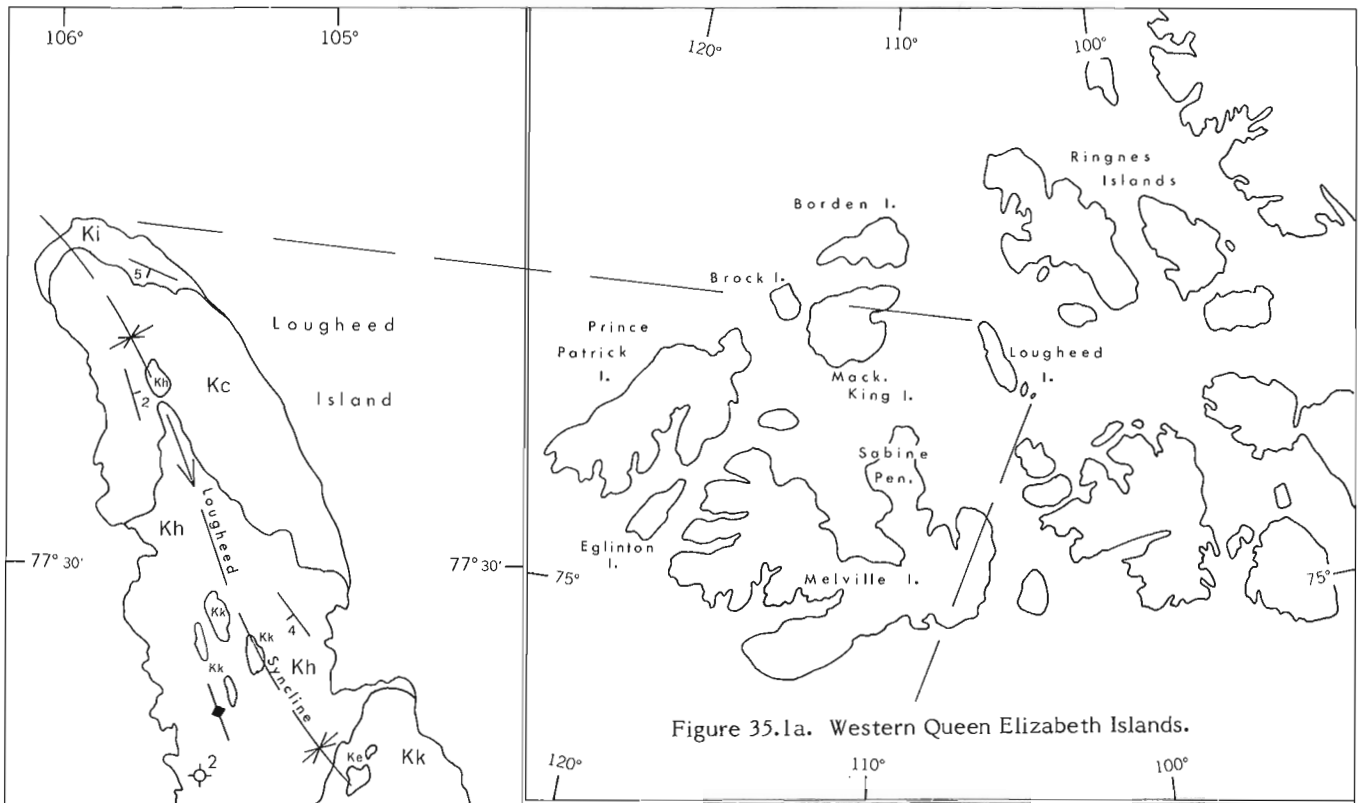 106°
105°
Ki
5
Lougheed
Island
Kh
Kc
2
Kh
Lougheed
77° 30'
77° 30'
Kk
Kk
Kk
4
Kh
Syncline
2
Ke
Kk
120°
110°
100°
Ringnes
Islands
Borden I.
Brock I.
Prince
Patrick
I.
Mack.
King I.
Lougheed
I.
Sabine
Pen.
Eglinton
I.
Melville I.
75°
75°
Figure 35.1a. Western Queen Elizabeth Islands.
120°
110°
100°